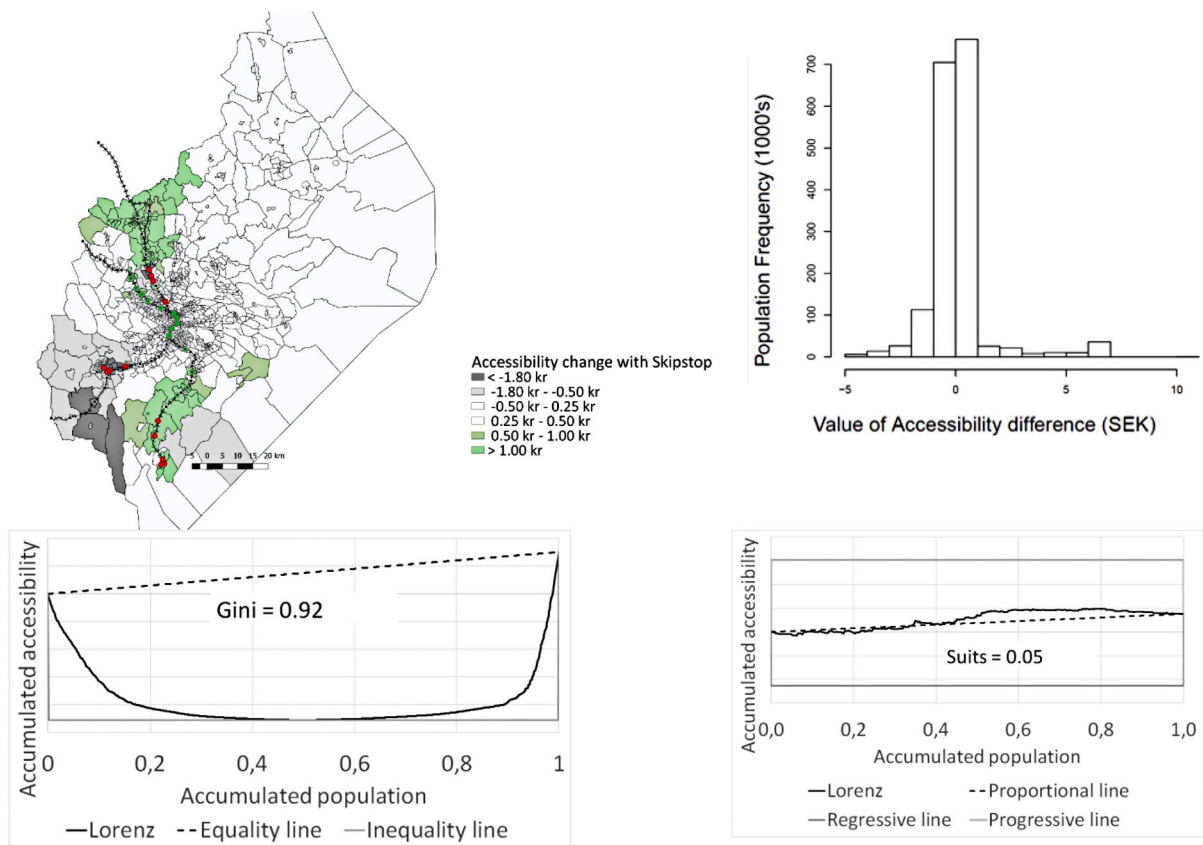 Accessibility change with Skipstop
< -1.80 kr
-1.80 kr - -0.50 kr
-0.50 kr - 0.25 kr
0.25 kr - 0.50 kr
0.50 kr - 1.00 kr
> 1.00 kr
5 0 5 10 15 20 km
Population Frequency (1000's)
700
600
500
400
300
200
100
0
-5 0 5 10
Value of Accessibility difference (SEK)
Accumulated accessibility
Gini = 0.92
0 0,2 0,4 0,6 0,8 1
Accumulated population
Lorenz Equality line Inequality line
Accumulated accessibility
Suits = 0.05
0,0 0,2 0,4 0,6 0,8 1,0
Accumulated population
Lorenz Proportional line
Regressive line Progressive line